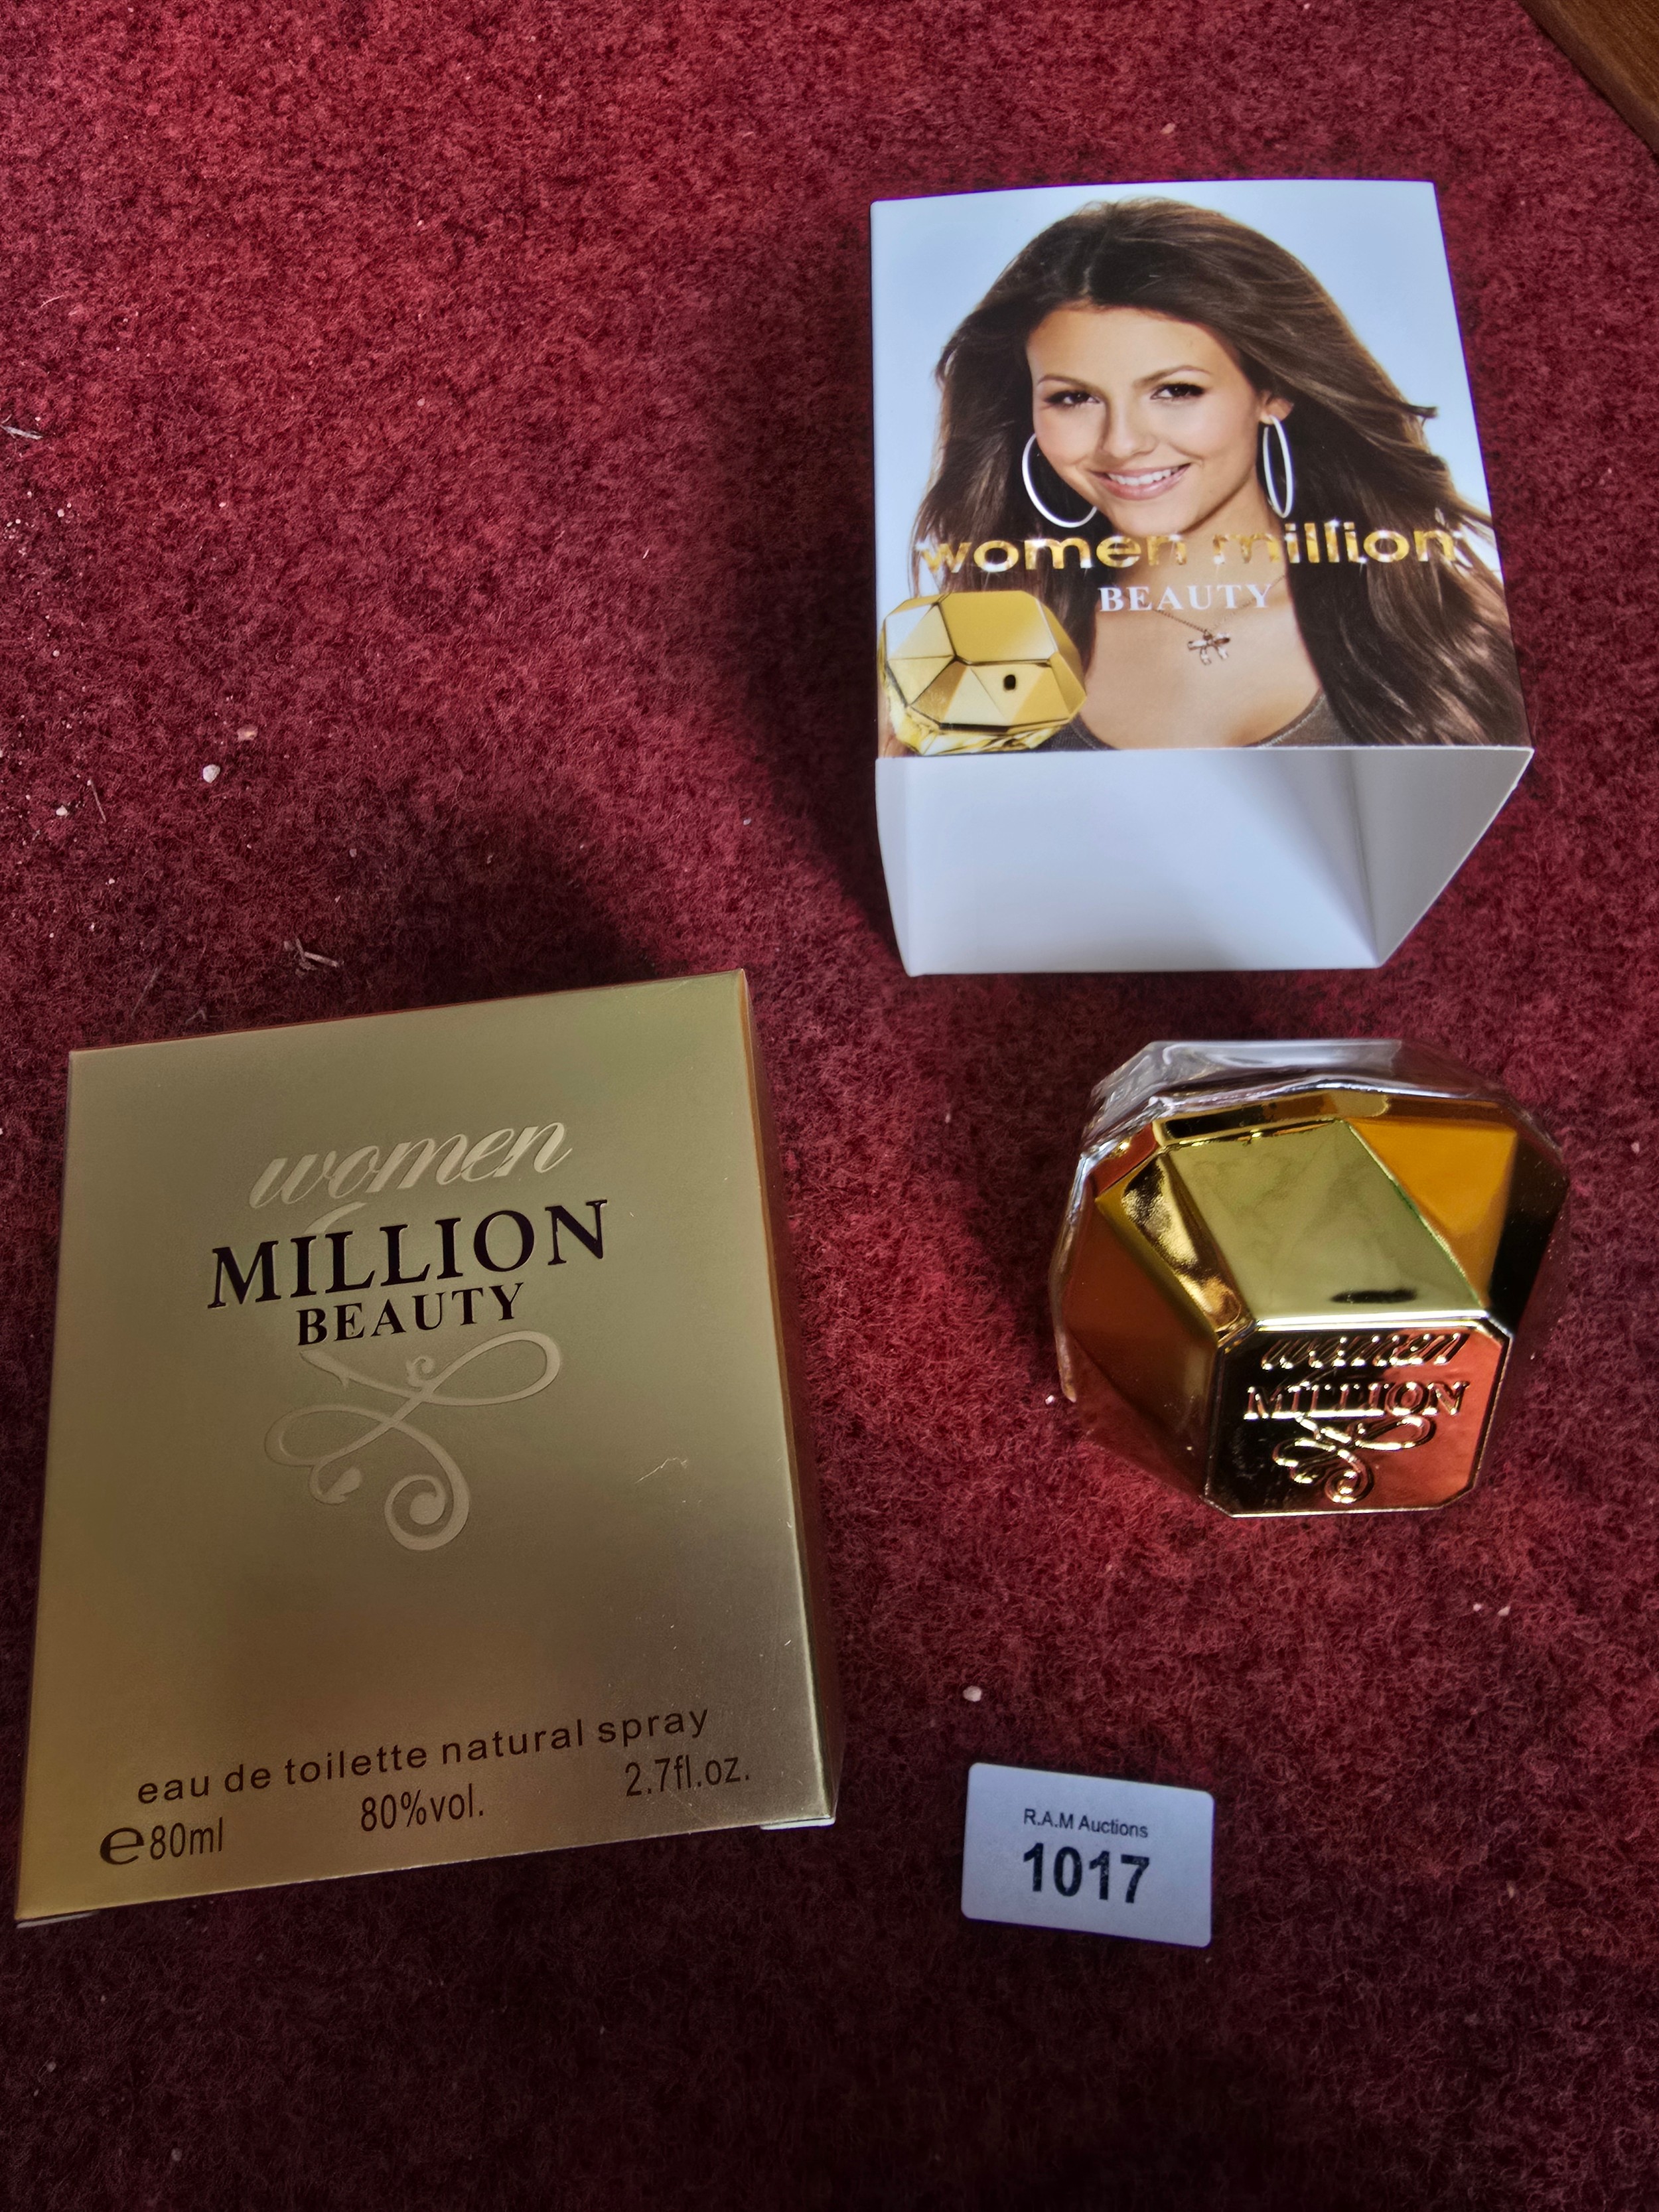 women million
BEAUTY
women
MILLION
BEAUTY
eau de toilette natural spray
e80ml 80%vol. 2.7fl.oz.
women
MILLION
R.A.M Auctions
1017